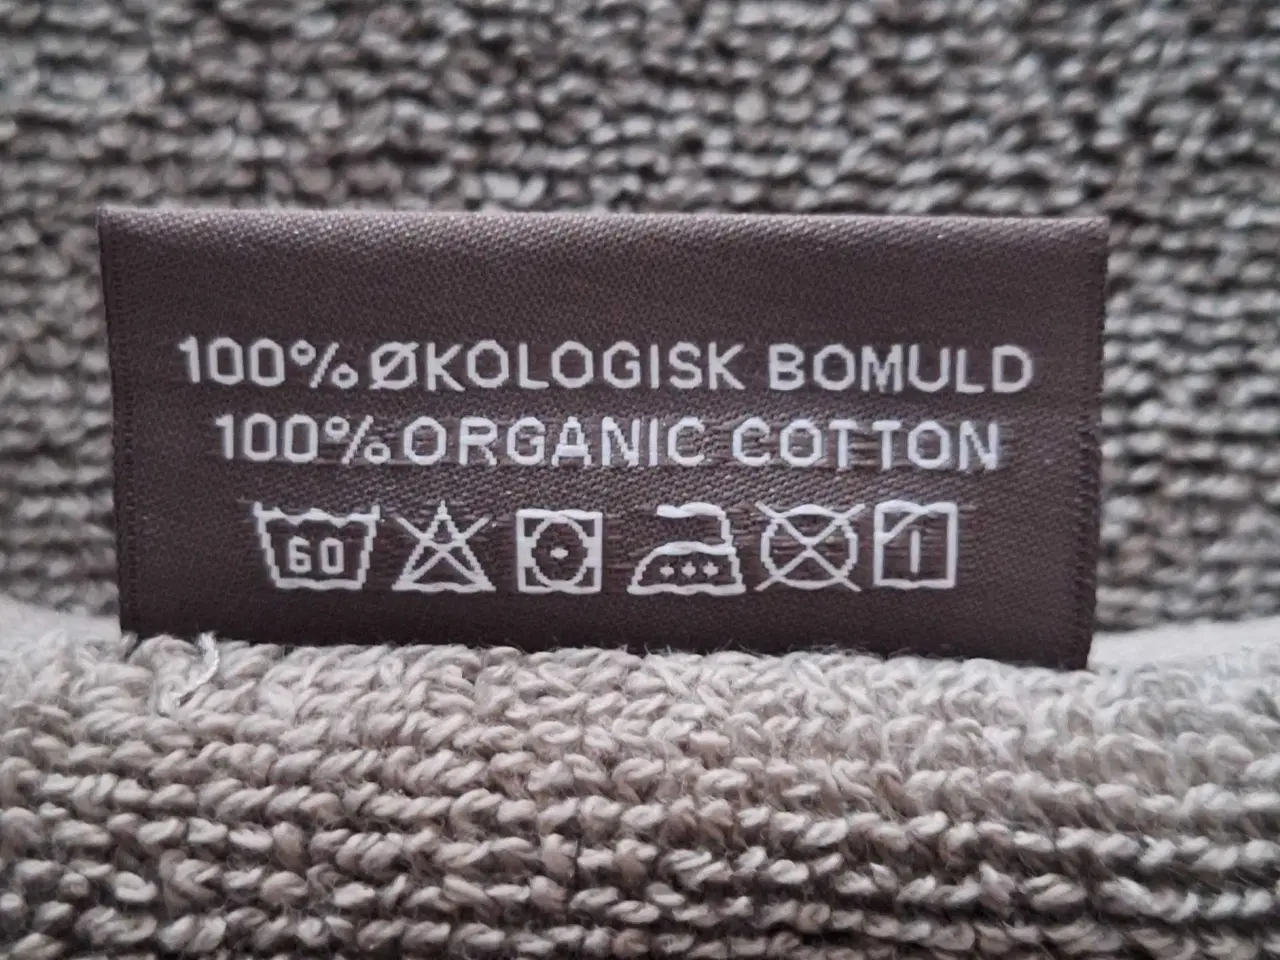 100% ØKOLOGISK BOMULD
100% ORGANIC COTTON
60